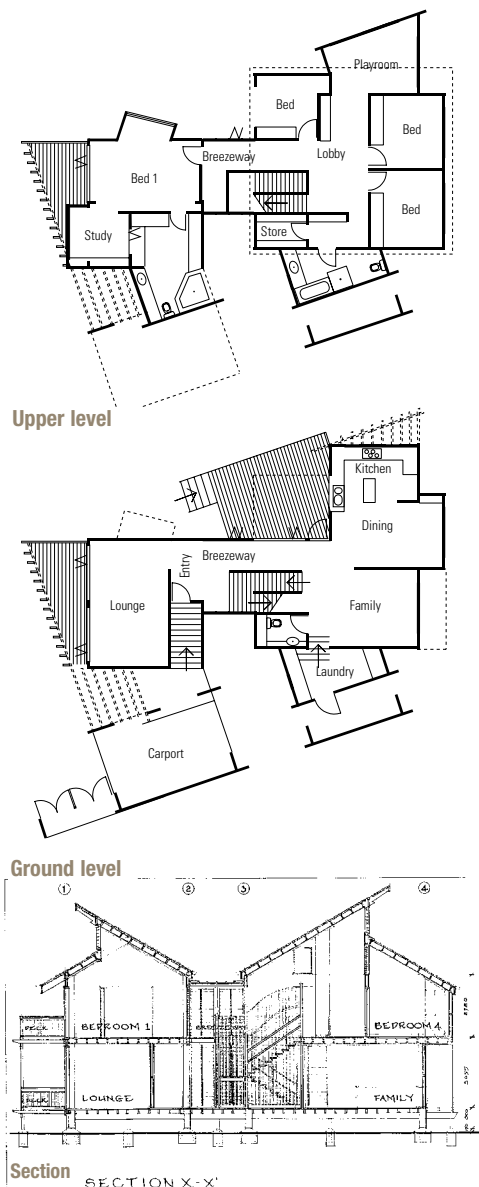 Playroom
Bed
Bed
Breezeway
Lobby
Bed 1
Bed
Study
Store
Upper level
Kitchen
Dining
Entry
Breezeway
Lounge
Family
Laundry
Carport
Ground level
1
2
3
4
BEDROOM 1
BEDROOM 4
DECK
LOUNGE
FAMILY
DECK
Section
SECTION X-X'